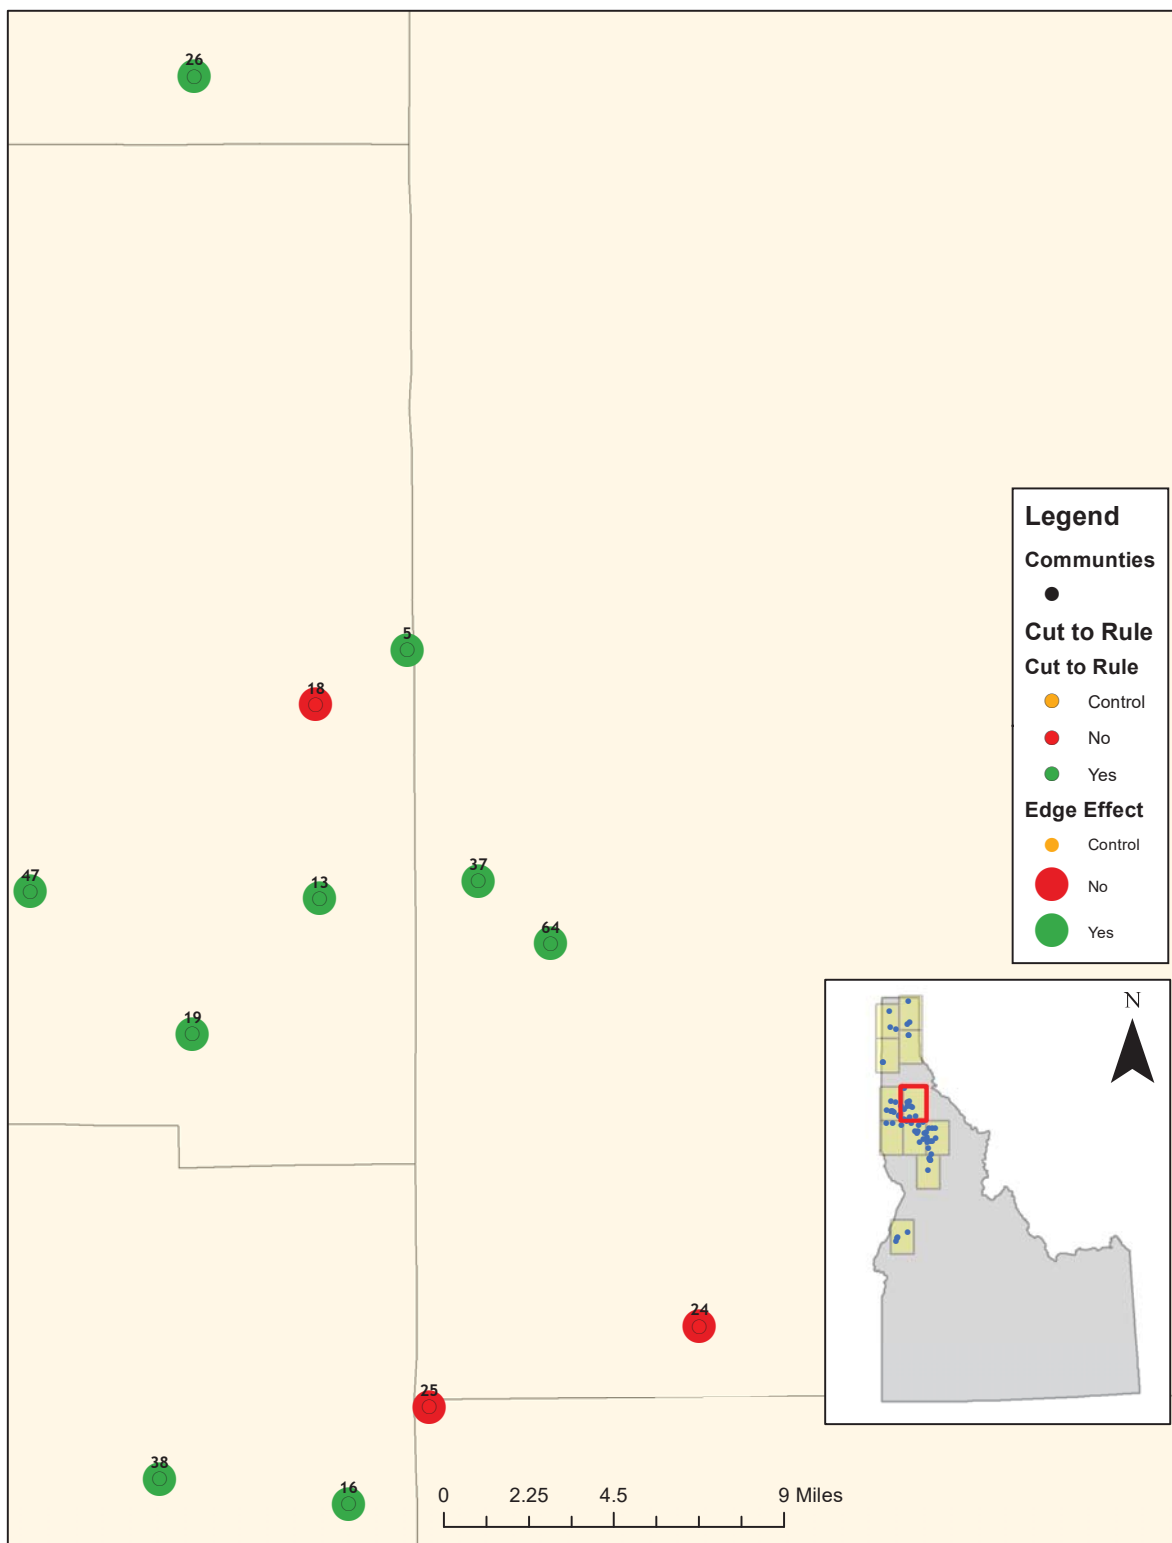 26
5
18
47
13
37
64
19
24
25
38
16
Legend
Communties
Cut to Rule
Cut to Rule
Control
No
Yes
Edge Effect
Control
No
Yes
N
0 2.25 4.5 9 Miles